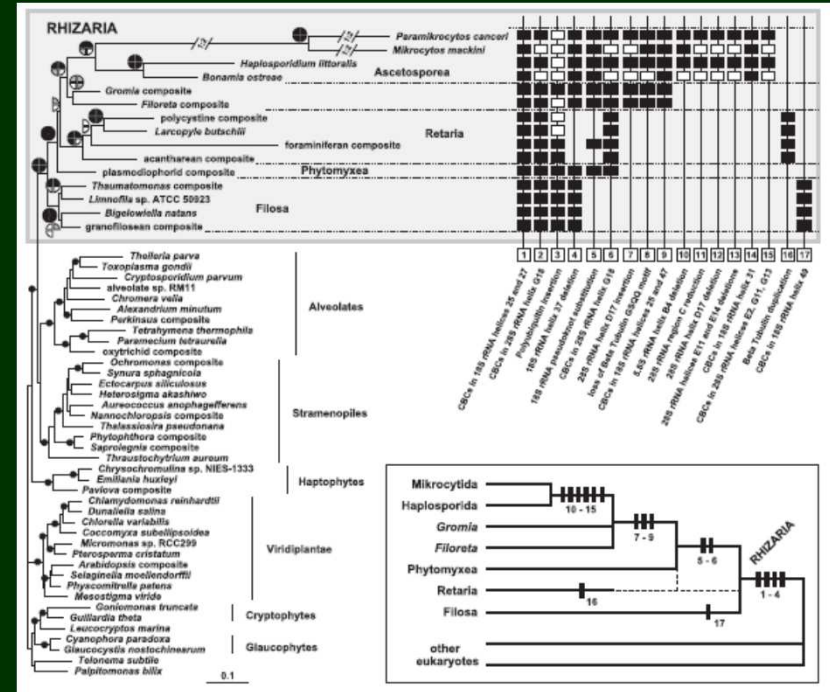 RHIZARIA
Paramikrocytos canceri
Mikrocytos mackini
Haplosporidium littoralis
Bonamia ostreae
Ascetosporea
Gromia composite
Filoreta composite
polycystine composite
Larcopyle butschlii
Retaria
foraminiferan composite
acantharean composite
plasmodiophorid composite
Phytomyxea
Thaumatomonas composite
Limnofila sp. ATCC 50923
Filosa
Bigelowiella natans
granofilosean composite
1 2 3 4 5 6 7 8 9 10 11 12 13 14 15 16 17
CBCs in 18S rRNA helices 35 and 27
CBCs in 28S rRNA helix G18
Polyubiquitin insertion
18S rRNA helix 37 deletion
18S rRNA pseudoknot substitution
CBCs in 28S rRNA helix G18
28S rRNA helix D17 insertion
loss of Beta Tubulin GSQQ motif
CBCs in 18S rRNA helices 25 and 47
5.8S rRNA helix B4 deletion
28S rRNA region C reduction
28S rRNA helix D17 deletion
28S rRNA helices E11 and E14 deletions
CBCs in 18S rRNA helix 31
CBCs in 28S rRNA helices E2, G11, G13
Beta Tubulin duplication
CBCs in 18S rRNA helix 49
Theileria parva
Toxoplasma gondii
Cryptosporidium parvum
alveolate sp. RM11
Chromera velia
Alexandrium minutum
Perkinsus composite
Tetrahymena thermophila
Paramecium tetraurelia
oxytrichid composite
Alveolates
Ochromonas composite
Synura sphagnicola
Ectocarpus siliculosus
Heterosigma akashiwo
Aureococcus anophagefferens
Nannochloropsis composite
Thalassiosira pseudonana
Phytophthora composite
Saprolegnia composite
Thraustochytrium aureum
Stramenopiles
Chrysochromulina sp. NIES-1333
Emiliania huxleyi
Pavlova composite
Haptophytes
Chlamydomonas reinhardtii
Dunaliella salina
Chlorella variabilis
Coccomyxa subellipsoidea
Micromonas sp. RCC299
Pterosperma cristatum
Arabidopsis composite
Selaginella moellendorffii
Physcomitrella patens
Mesostigma viride
Viridiplantae
Goniomonas truncata
Guillardia theta
Leucocryptos marina
Cryptophytes
Cyanophora paradoxa
Glaucocystis nostochinearum
Glaucophytes
Telonema subtile
Palpitomonas bilix
0.1
Mikrocytida
Haplosporida
10 - 15
Gromia
7 - 9
Filoreta
5 - 6
Phytomyxea
RHIZARIA
1 - 4
Retaria
16
Filosa
17
other
eukaryotes